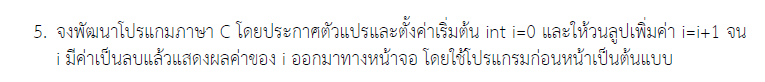 5. จงพัฒนาโปรแกมภาษา C โดยประกาศตัวแปรและตั้งค่าเริ่มต้น int i=0 และให้วนลูปเพิ่มค่า i=i+1 จน
i มีค่าเป็นลบแล้วแสดงผลค่าของ i ออกมาทางหน้าจอ โดยใช้โปรแกรมก่อนหน้าเป็นต้นแบบ